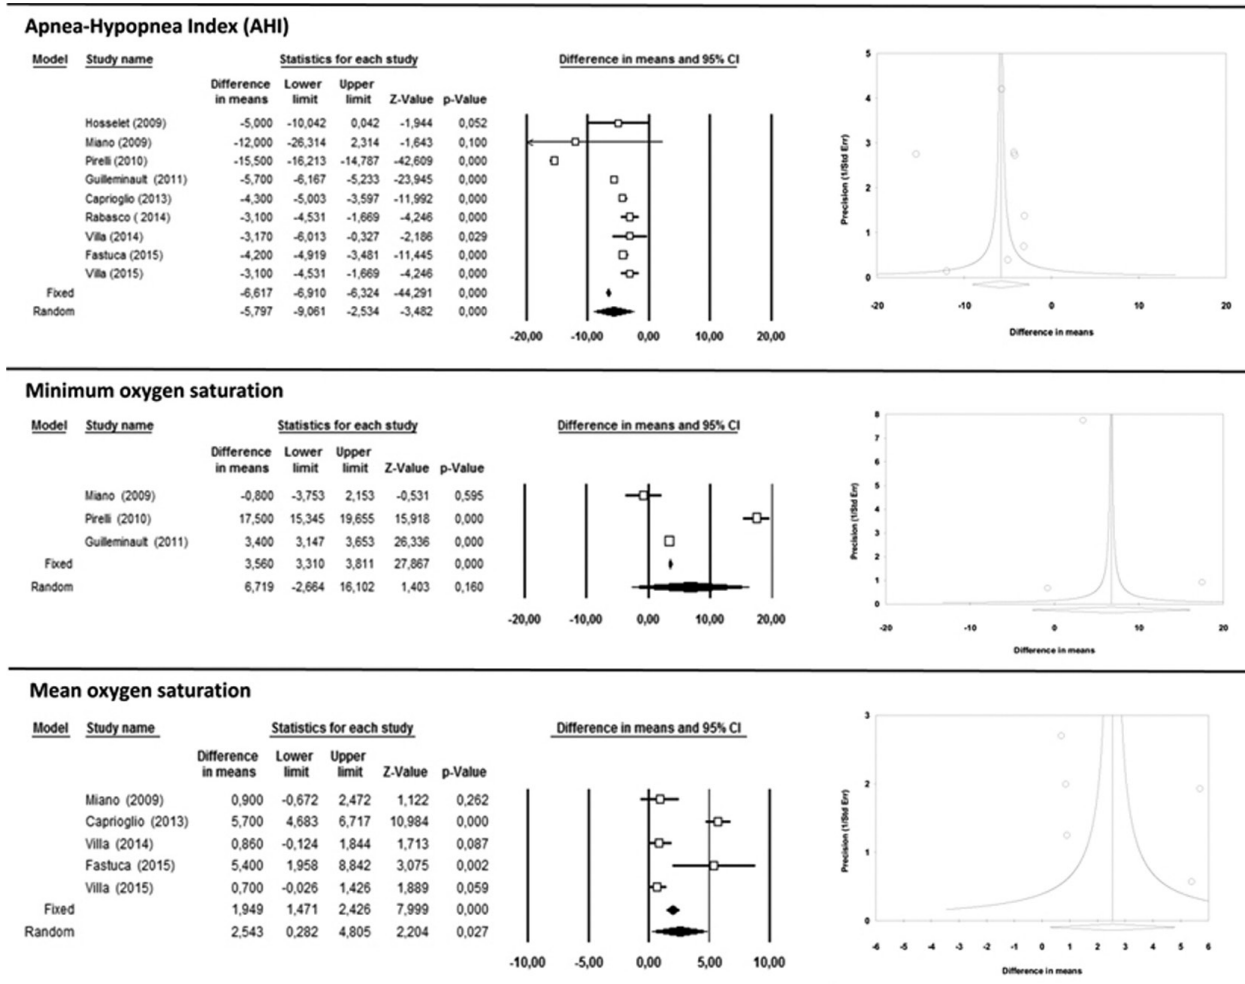 Apnea-Hypopnea Index (AHI)
Model Study name Statistics for each study Difference in means and 95% CI
Difference in means Lower limit Upper limit Z-Value p-Value
Hosselet (2009) -5,000 -10,042 0,042 -1,944 0,052
Miano (2009) -12,000 -26,314 2,314 -1,643 0,100
Pirelli (2010) -15,500 -16,213 -14,787 -42,609 0,000
Guilleminault (2011) -5,700 -6,167 -5,233 -23,945 0,000
Caprioglio (2013) -4,300 -5,003 -3,597 -11,992 0,000
Rabasco ( 2014) -3,100 -4,531 -1,669 -4,246 0,000
Villa (2014) -3,170 -6,013 -0,327 -2,186 0,029
Fastuca (2015) -4,200 -4,919 -3,481 -11,445 0,000
Villa (2015) -3,100 -4,531 -1,669 -4,246 0,000
Fixed -6,617 -6,910 -6,324 -44,291 0,000
Random -5,797 -9,061 -2,534 -3,482 0,000
-20,00 -10,00 0,00 10,00 20,00
Precision (1/Std Err)
5
4
3
2
1
0
-20 -10 0 10 20
Difference in means
Minimum oxygen saturation
Model Study name Statistics for each study Difference in means and 95% CI
Difference in means Lower limit Upper limit Z-Value p-Value
Miano (2009) -0,800 -3,753 2,153 -0,531 0,595
Pirelli (2010) 17,500 15,345 19,655 15,918 0,000
Guilleminault (2011) 3,400 3,147 3,653 26,336 0,000
Fixed 3,560 3,310 3,811 27,867 0,000
Random 6,719 -2,664 16,102 1,403 0,160
-20,00 -10,00 0,00 10,00 20,00
Precision (1/Std Err)
8
7
6
5
4
3
2
1
0
-20 -10 0 10 20
Difference in means
Mean oxygen saturation
Model Study name Statistics for each study Difference in means and 95% CI
Difference in means Lower limit Upper limit Z-Value p-Value
Miano (2009) 0,900 -0,672 2,472 1,122 0,262
Caprioglio (2013) 5,700 4,683 6,717 10,984 0,000
Villa (2014) 0,860 -0,124 1,844 1,713 0,087
Fastuca (2015) 5,400 1,958 8,842 3,075 0,002
Villa (2015) 0,700 -0,026 1,426 1,889 0,059
Fixed 1,949 1,471 2,426 7,999 0,000
Random 2,543 0,282 4,805 2,204 0,027
-10,00 -5,00 0,00 5,00 10,00
Precision (1/Std Err)
3
2
1
0
-6 -5 -4 -3 -2 -1 0 1 2 3 4 5 6
Difference in means